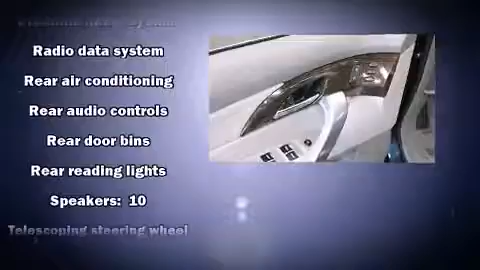 Radio data system
Rear air conditioning
Rear audio controls
Rear door bins
Rear reading lights
Speakers: 10
Telescoping steering wheel